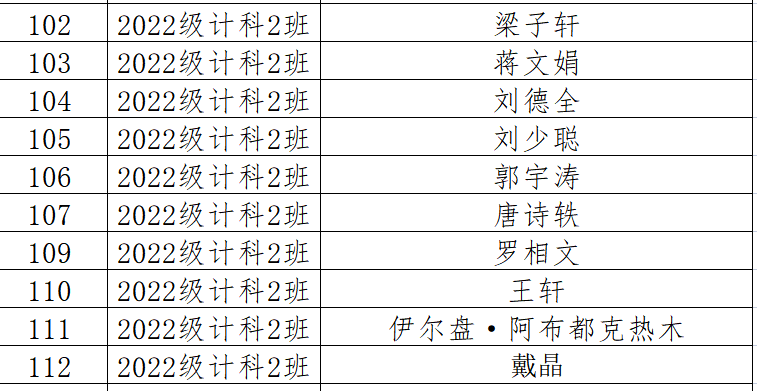 102 2022级计科2班 梁子轩
103 2022级计科2班 蒋文娟
104 2022级计科2班 刘德全
105 2022级计科2班 刘少聪
106 2022级计科2班 郭宇涛
107 2022级计科2班 唐诗轶
109 2022级计科2班 罗相文
110 2022级计科2班 王轩
111 2022级计科2班 伊尔盘·阿布都克热木
112 2022级计科2班 戴晶